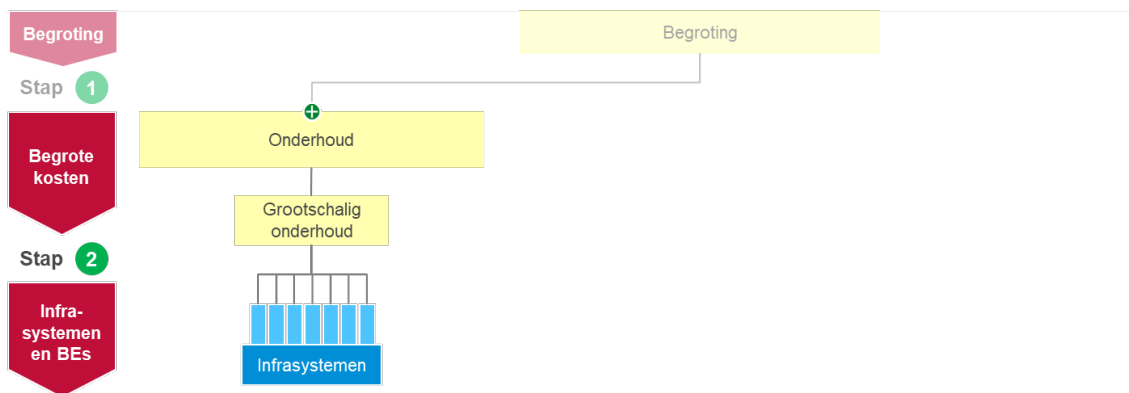 Begroting
Begroting
Stap 1
Onderhoud
Begrote
kosten
Grootschalig
onderhoud
Stap 2
Infra-
systemen
en BEs
Infrasystemen